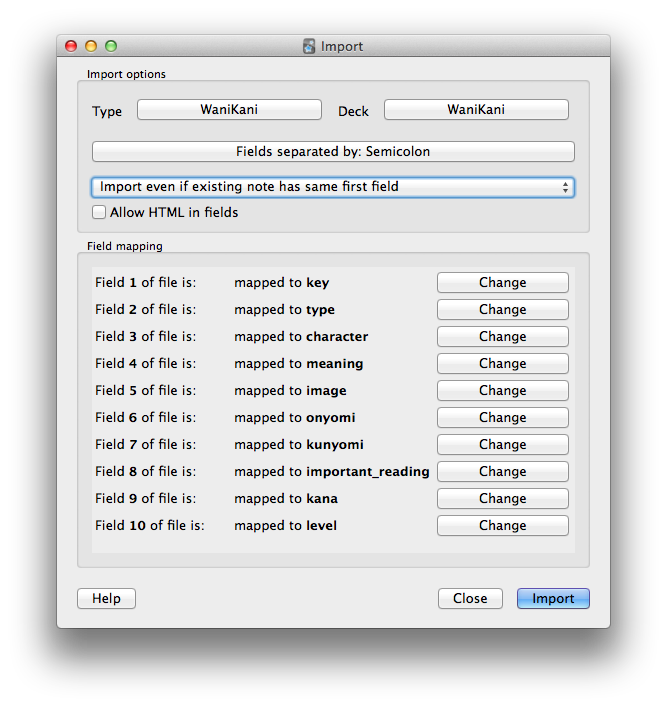 Import
Import options
Type WaniKani Deck WaniKani
Fields separated by: Semicolon
Import even if existing note has same first field
Allow HTML in fields
Field mapping
Field 1 of file is: mapped to key Change
Field 2 of file is: mapped to type Change
Field 3 of file is: mapped to character Change
Field 4 of file is: mapped to meaning Change
Field 5 of file is: mapped to image Change
Field 6 of file is: mapped to onyomi Change
Field 7 of file is: mapped to kunyomi Change
Field 8 of file is: mapped to important_reading Change
Field 9 of file is: mapped to kana Change
Field 10 of file is: mapped to level Change
Help Close Import